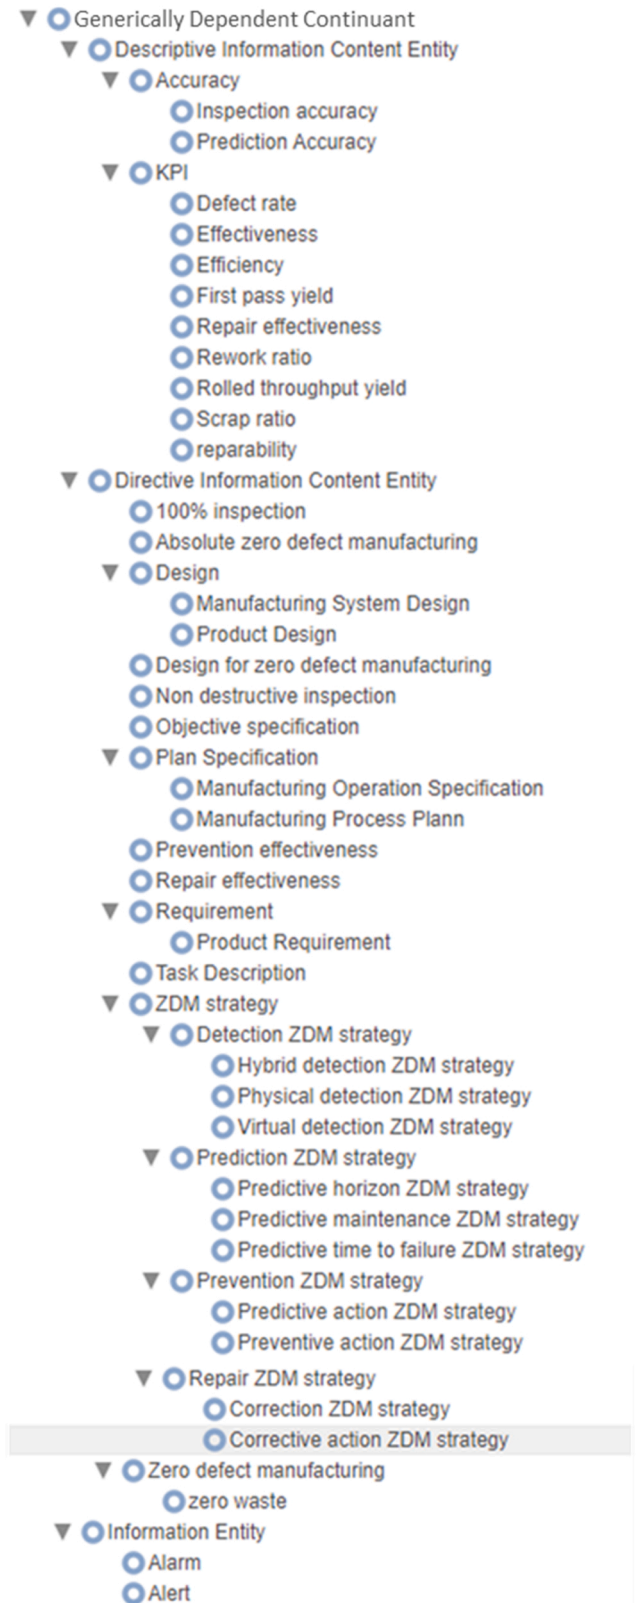 Generically Dependent Continuant
Descriptive Information Content Entity
Accuracy
Inspection accuracy
Prediction Accuracy
KPI
Defect rate
Effectiveness
Efficiency
First pass yield
Repair effectiveness
Rework ratio
Rolled throughput yield
Scrap ratio
reparability
Directive Information Content Entity
100% inspection
Absolute zero defect manufacturing
Design
Manufacturing System Design
Product Design
Design for zero defect manufacturing
Non destructive inspection
Objective specification
Plan Specification
Manufacturing Operation Specification
Manufacturing Process Plann
Prevention effectiveness
Repair effectiveness
Requirement
Product Requirement
Task Description
ZDM strategy
Detection ZDM strategy
Hybrid detection ZDM strategy
Physical detection ZDM strategy
Virtual detection ZDM strategy
Prediction ZDM strategy
Predictive horizon ZDM strategy
Predictive maintenance ZDM strategy
Predictive time to failure ZDM strategy
Prevention ZDM strategy
Predictive action ZDM strategy
Preventive action ZDM strategy
Repair ZDM strategy
Correction ZDM strategy
Corrective action ZDM strategy
Zero defect manufacturing
zero waste
Information Entity
Alarm
Alert